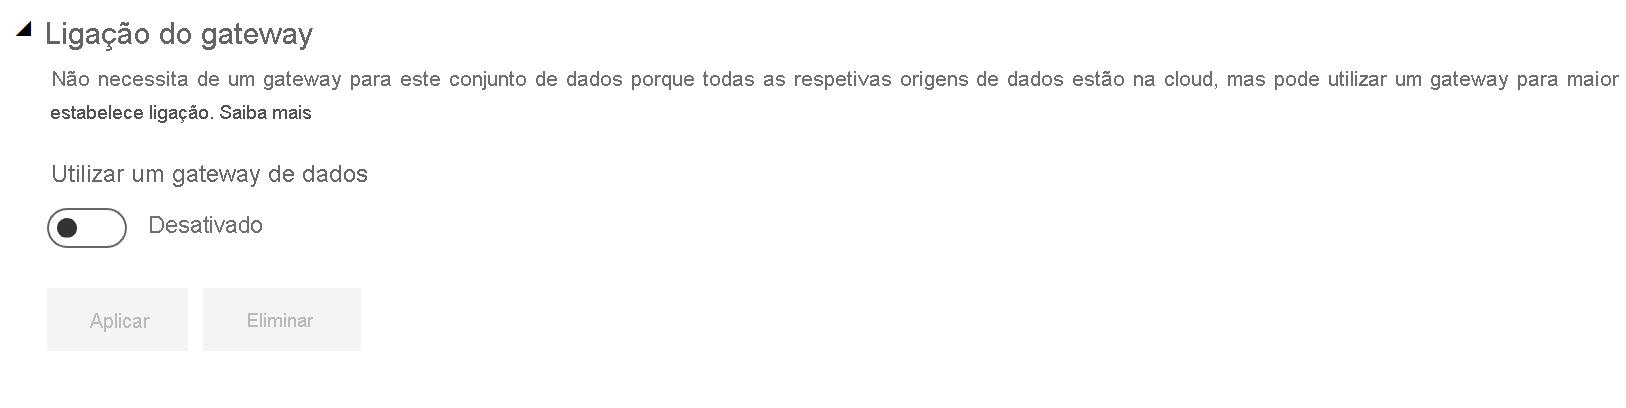 Ligação do gateway
Não necessita de um gateway para este conjunto de dados porque todas as respetivas origens de dados estão na cloud, mas pode utilizar um gateway para maior
estabelece ligação. Saiba mais
Utilizar um gateway de dados
Desativado
Aplicar Eliminar